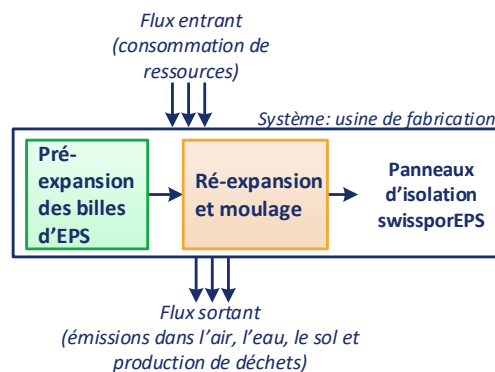 Flux entrant
(consommation de
ressources)
Système: usine de fabrication
Pré-
expansion
des billes
d'EPS
Ré-expansion
et moulage
Panneaux
d'isolation
swissporEPS
Flux sortant
(émissions dans l'air, l'eau, le sol et
production de déchets)